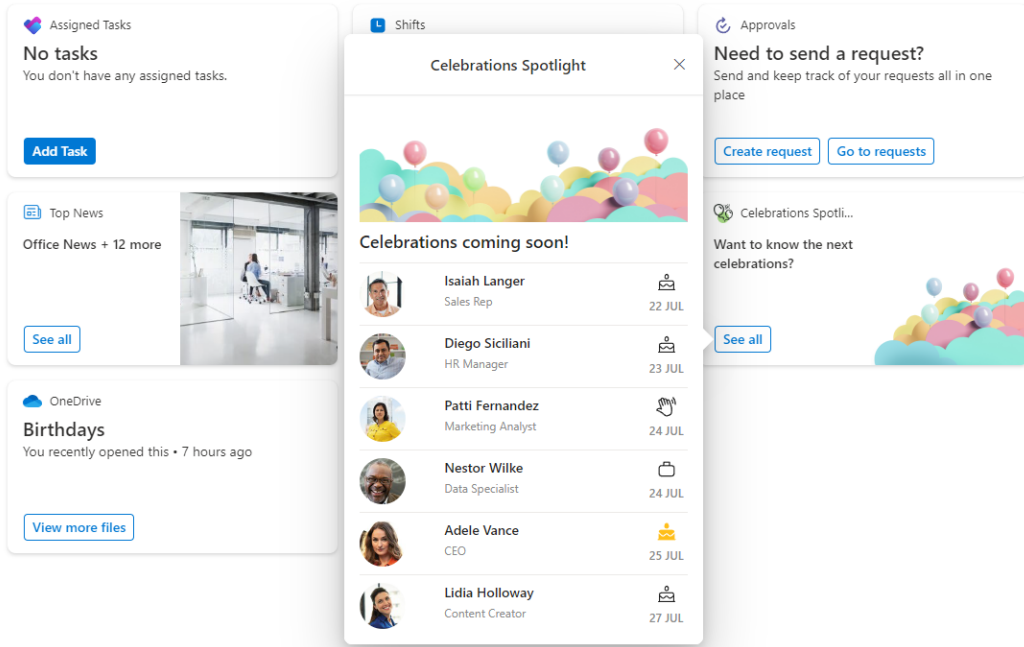 Assigned Tasks
No tasks
You don't have any assigned tasks.
Add Task
Shifts
Approvals
Need to send a request?
Send and keep track of your requests all in one
place
Create request
Go to requests
Top News
Office News + 12 more
See all
Celebrations Spotli...
Want to know the next
celebrations?
See all
OneDrive
Birthdays
You recently opened this • 7 hours ago
View more files
Celebrations Spotlight
Celebrations coming soon!
Isaiah Langer
Sales Rep
22 JUL
Diego Siciliani
HR Manager
23 JUL
Patti Fernandez
Marketing Analyst
24 JUL
Nestor Wilke
Data Specialist
24 JUL
Adele Vance
CEO
25 JUL
Lidia Holloway
Content Creator
27 JUL